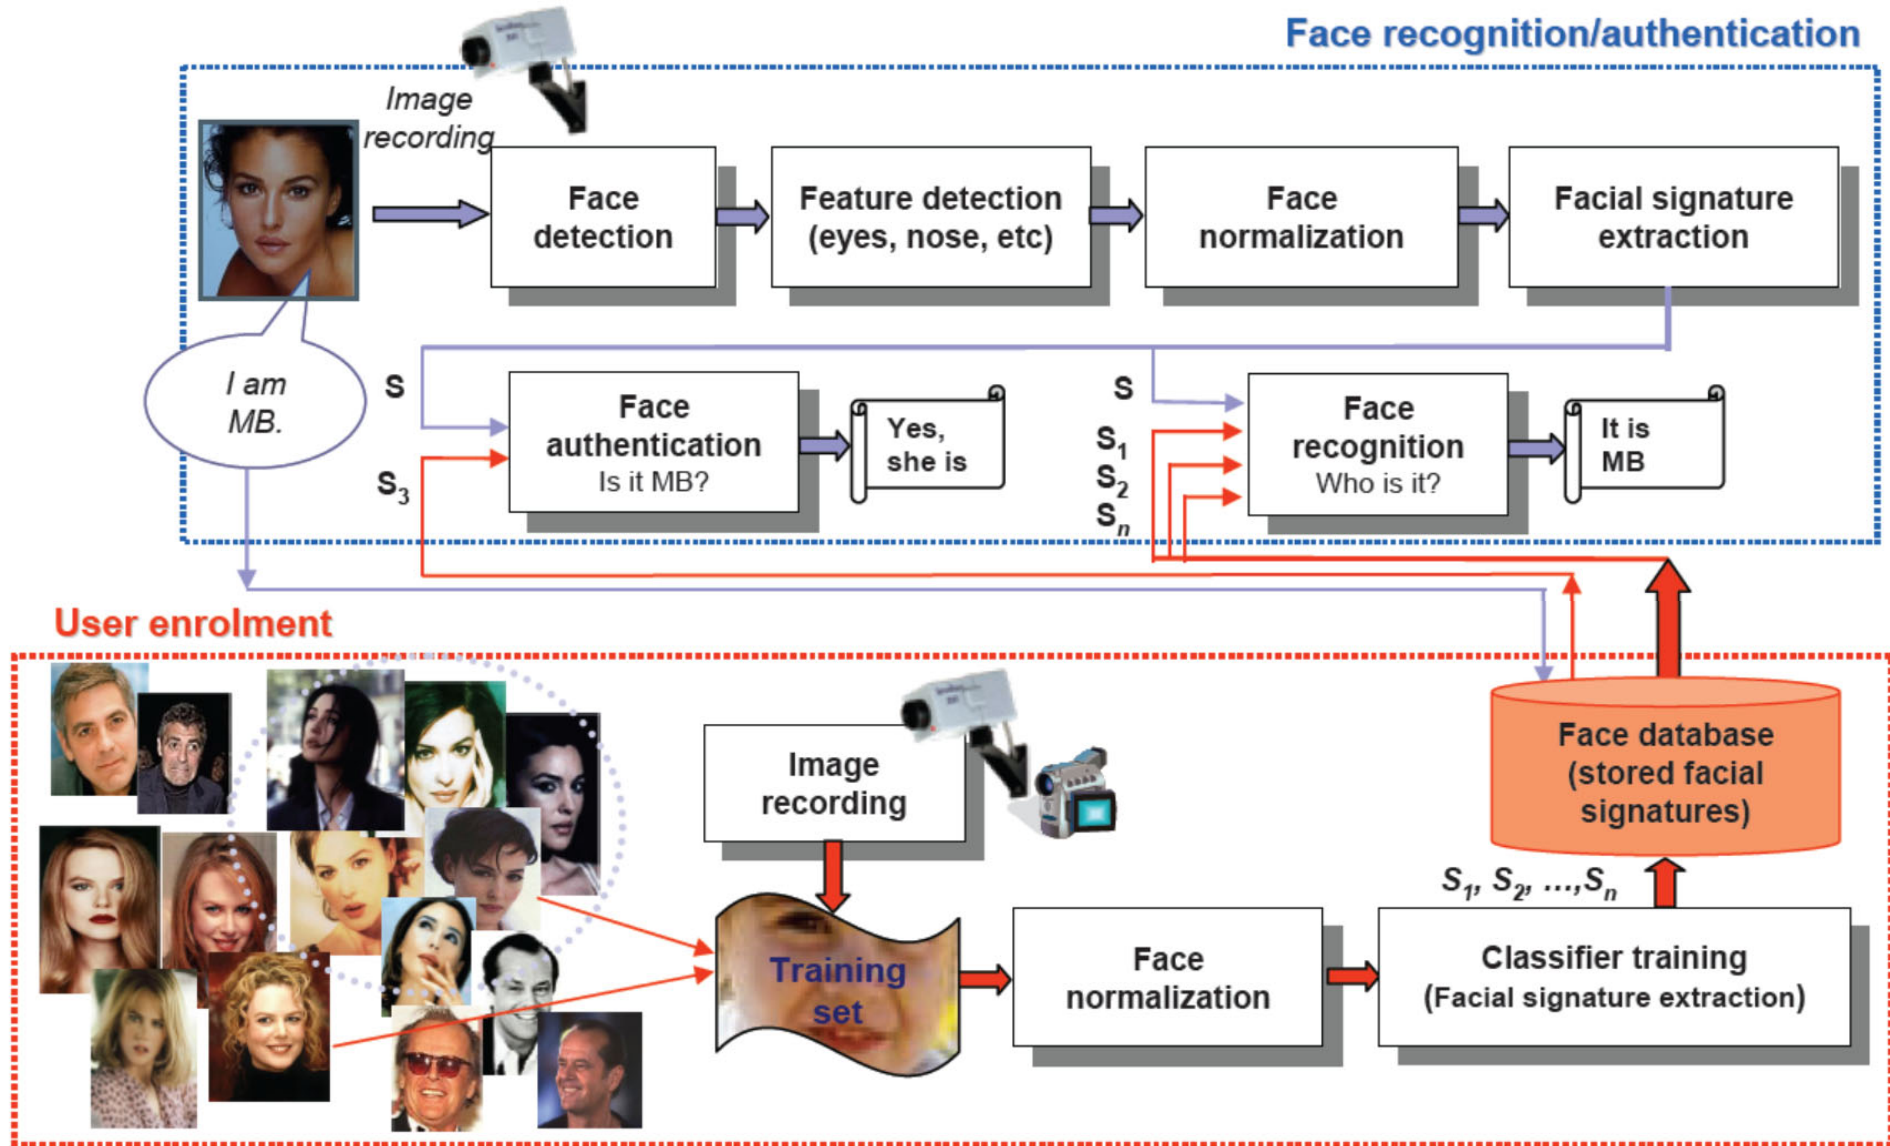 Face recognition/authentication
Image
recording
Face
detection
Feature detection
(eyes, nose, etc)
Face
normalization
Facial signature
extraction
I am
MB.
S
S3
Face
authentication
Is it MB?
Yes,
she is
S
S1
S2
Sn
Face
recognition
Who is it?
It is
MB
User enrolment
Image
recording
Training
set
Face
normalization
Classifier training
(Facial signature extraction)
S1, S2, ...,Sn
Face database
(stored facial
signatures)